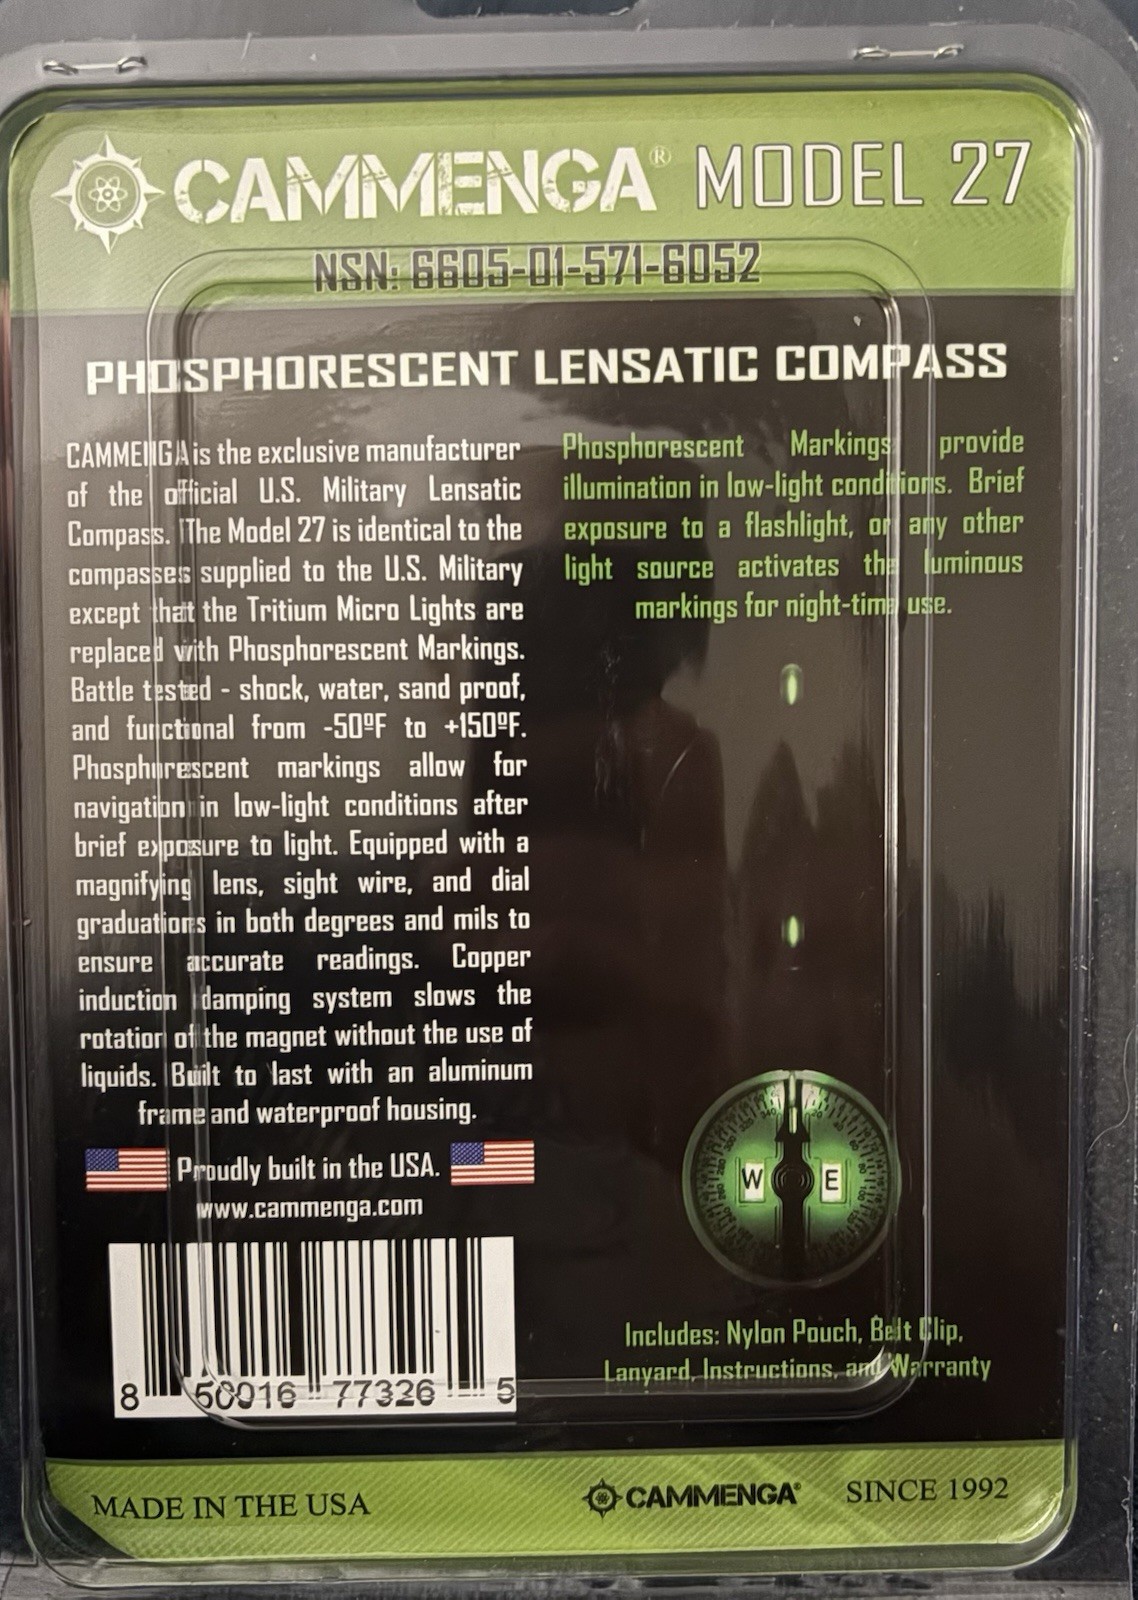 CAMMENGA® MODEL 27
NSN: 6605-01-571-6052
PHOSPHORESCENT LENSATIC COMPASS
CAMMENGA is the exclusive manufacturer
of the official U.S. Military Lensatic
Compass. The Model 27 is identical to the
compasses supplied to the U.S. Military
except that the Tritium Micro Lights are
replaced with Phosphorescent Markings.
Battle tested - shock, water, sand proof,
and functional from -50ºF to +150ºF.
Phosphorescent markings allow for
navigation in low-light conditions after
brief exposure to light. Equipped with a
magnifying lens, sight wire, and dial
graduations in both degrees and mils to
ensure accurate readings. Copper
induction damping system slows the
rotation of the magnet without the use of
liquids. Built to last with an aluminum
frame and waterproof housing.
Proudly built in the USA.
www.cammenga.com
8 50016 77326 5
Phosphorescent Markings provide
illumination in low-light conditions. Brief
exposure to a flashlight, or any other
light source activates the luminous
markings for night-time use.
W E
Includes: Nylon Pouch, Belt Clip,
Lanyard, Instructions, and Warranty
MADE IN THE USA
CAMMENGA®
SINCE 1992